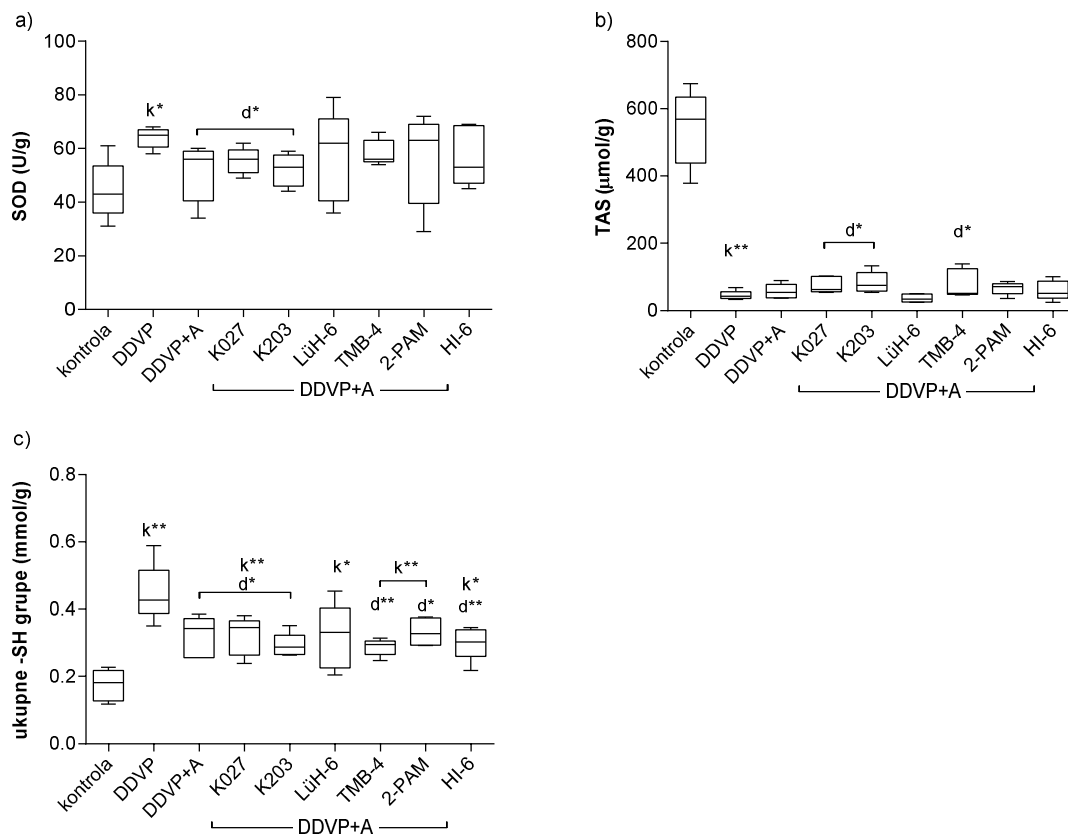 a)
SOD (U/g)
100
80
60
40
20
0
k*
d*
kontrola
DDVP
DDVP+A
K027
K203
LüH-6
TMB-4
2-PAM
HI-6
DDVP+A
b)
TAS (µmol/g)
800
600
400
200
0
k**
d*
d*
kontrola
DDVP
DDVP+A
K027
K203
LüH-6
TMB-4
2-PAM
HI-6
DDVP+A
c)
ukupne -SH grupe (mmol/g)
0.8
0.6
0.4
0.2
0.0
k**
k**
d*
k*
k**
d**
d*
k*
d**
kontrola
DDVP
DDVP+A
K027
K203
LüH-6
TMB-4
2-PAM
HI-6
DDVP+A